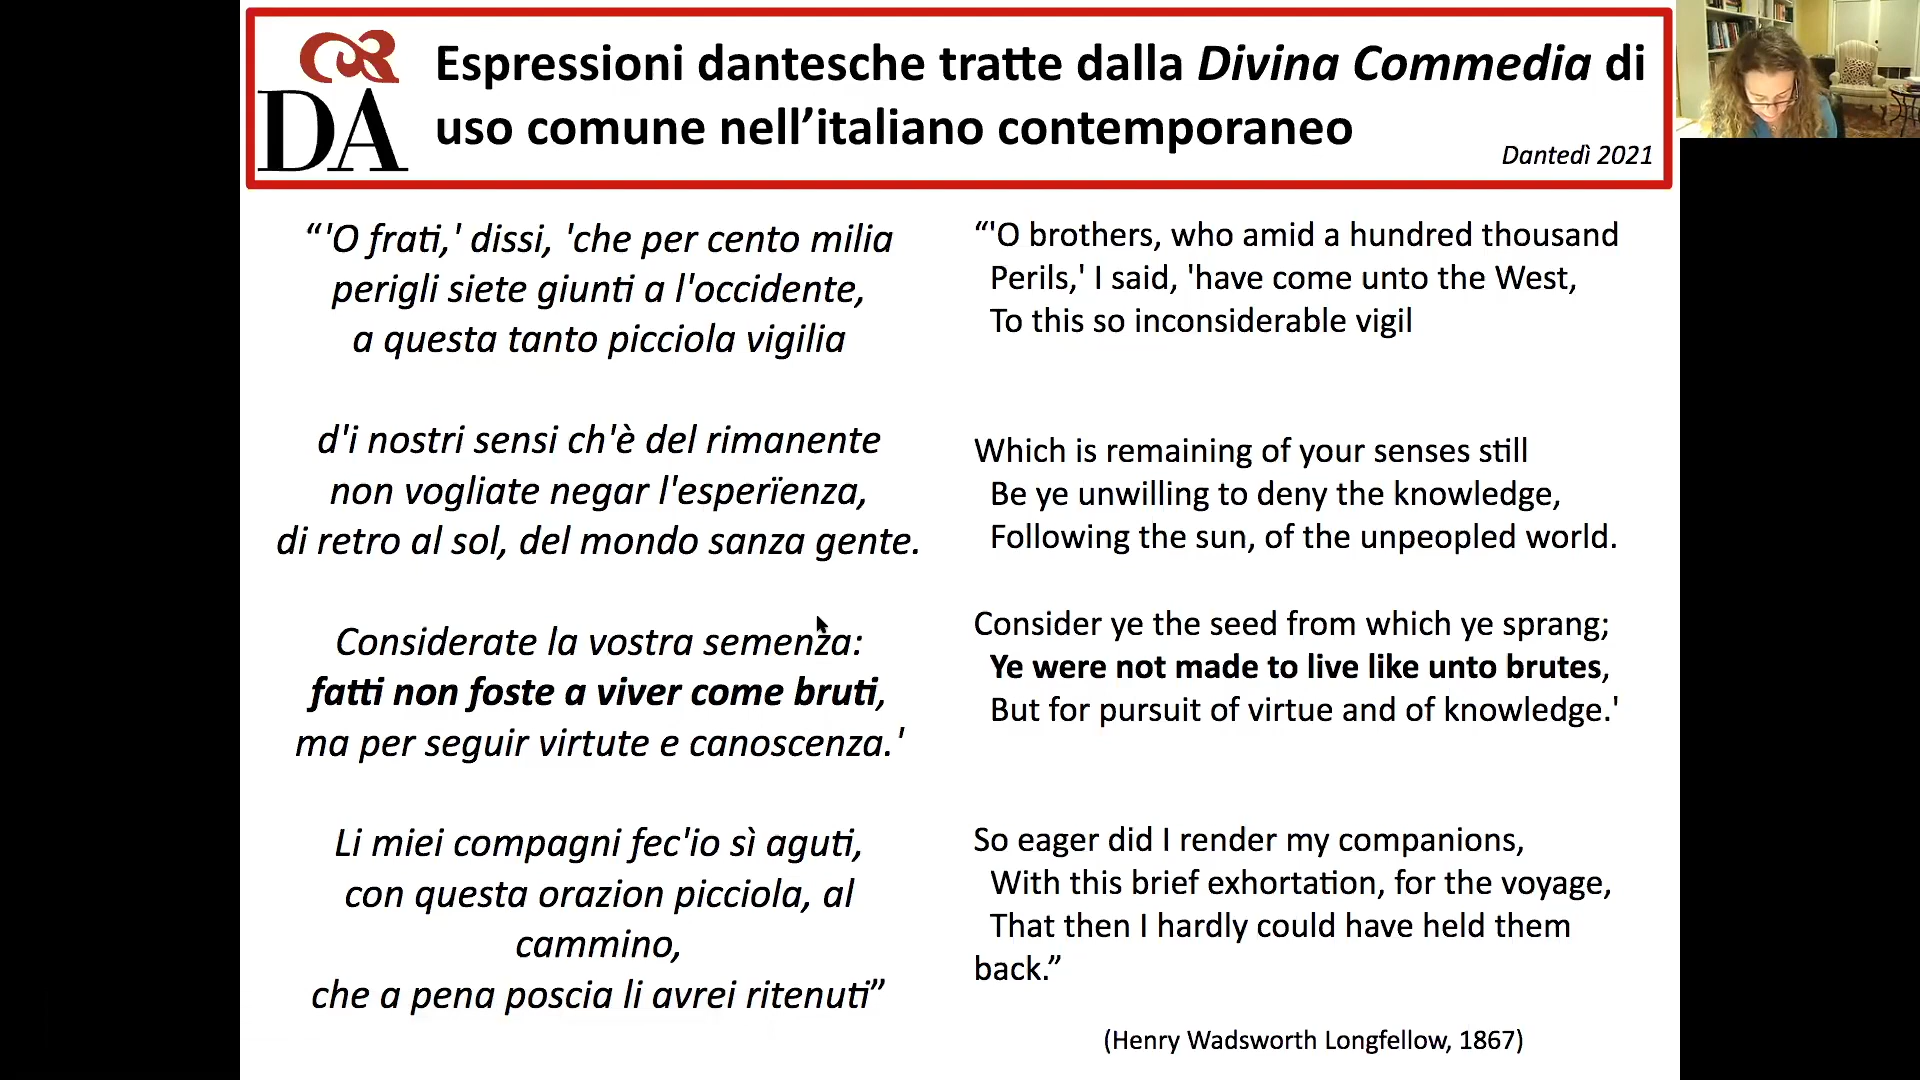 DA
Espressioni dantesche tratte dalla Divina Commedia di
uso comune nell’italiano contemporaneo
Dantedì 2021
“'O frati,' dissi, 'che per cento milia
perigli siete giunti a l'occidente,
a questa tanto picciola vigilia
d'i nostri sensi ch'è del rimanente
non vogliate negar l'esperïenza,
di retro al sol, del mondo sanza gente.
Considerate la vostra semenza:
fatti non foste a viver come bruti,
ma per seguir virtute e canoscenza.'
Li miei compagni fec'io sì aguti,
con questa orazion picciola, al
cammino,
che a pena poscia li avrei ritenuti”
“'O brothers, who amid a hundred thousand
Perils,' I said, 'have come unto the West,
To this so inconsiderable vigil
Which is remaining of your senses still
Be ye unwilling to deny the knowledge,
Following the sun, of the unpeopled world.
Consider ye the seed from which ye sprang;
Ye were not made to live like unto brutes,
But for pursuit of virtue and of knowledge.'
So eager did I render my companions,
With this brief exhortation, for the voyage,
That then I hardly could have held them
back.”
(Henry Wadsworth Longfellow, 1867)